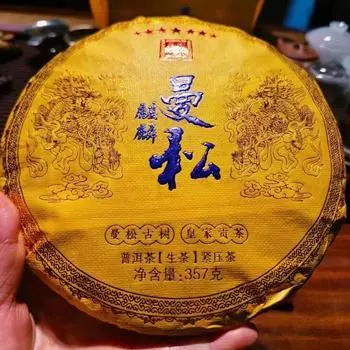 麒麟
曼松
曼松古树 皇家贡茶
普洱茶【生茶】紧压茶
净含量:357克